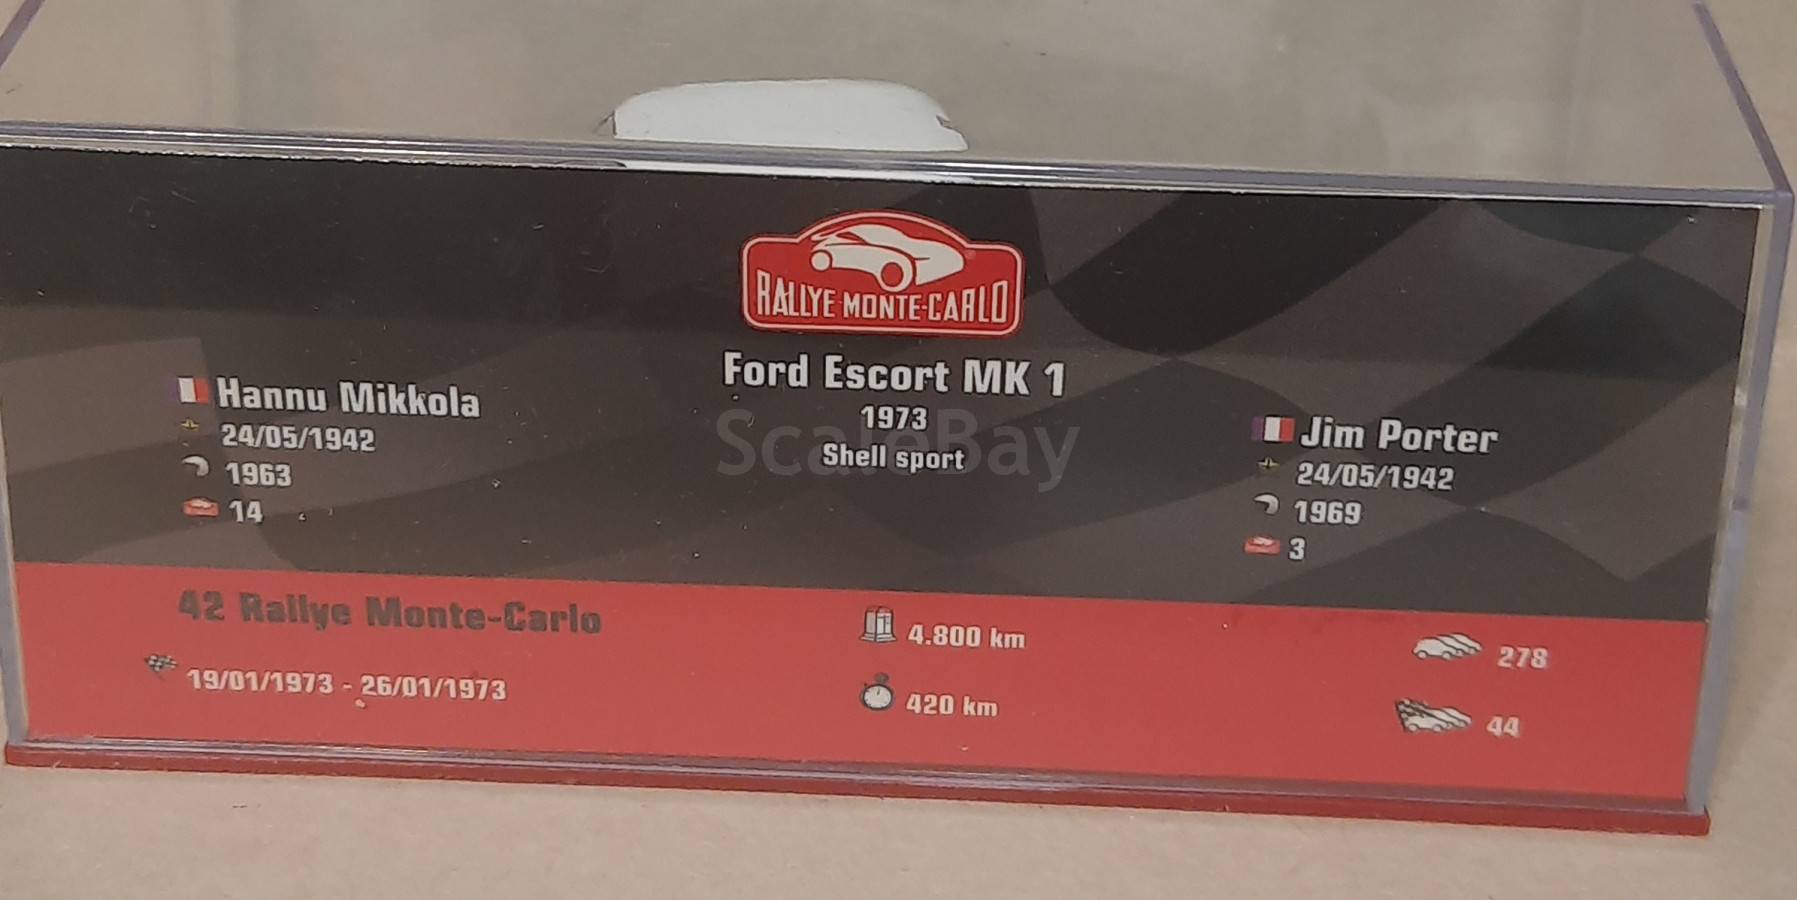 RALLYE MONTE-CARLO
Ford Escort MK 1
1973
Shell sport
Hannu Mikkola
24/05/1942
1963
14
Jim Porter
24/05/1942
1969
3
42 Rallye Monte-Carlo
19/01/1973 - 26/01/1973
4.800 km
420 km
278
44
ScaleBay